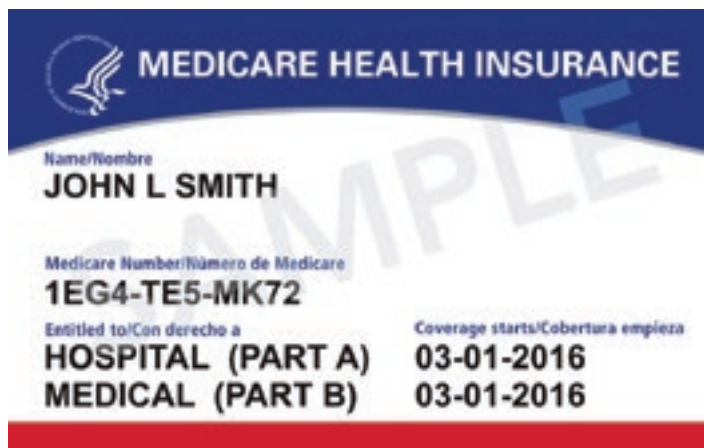 MEDICARE HEALTH INSURANCE
Name/Nombre
JOHN L SMITH
Medicare Number/Número de Medicare
1EG4-TE5-MK72
Entitled to/Con derecho a
Coverage starts/Cobertura empieza
HOSPITAL (PART A) 03-01-2016
MEDICAL (PART B) 03-01-2016
SAMPLE